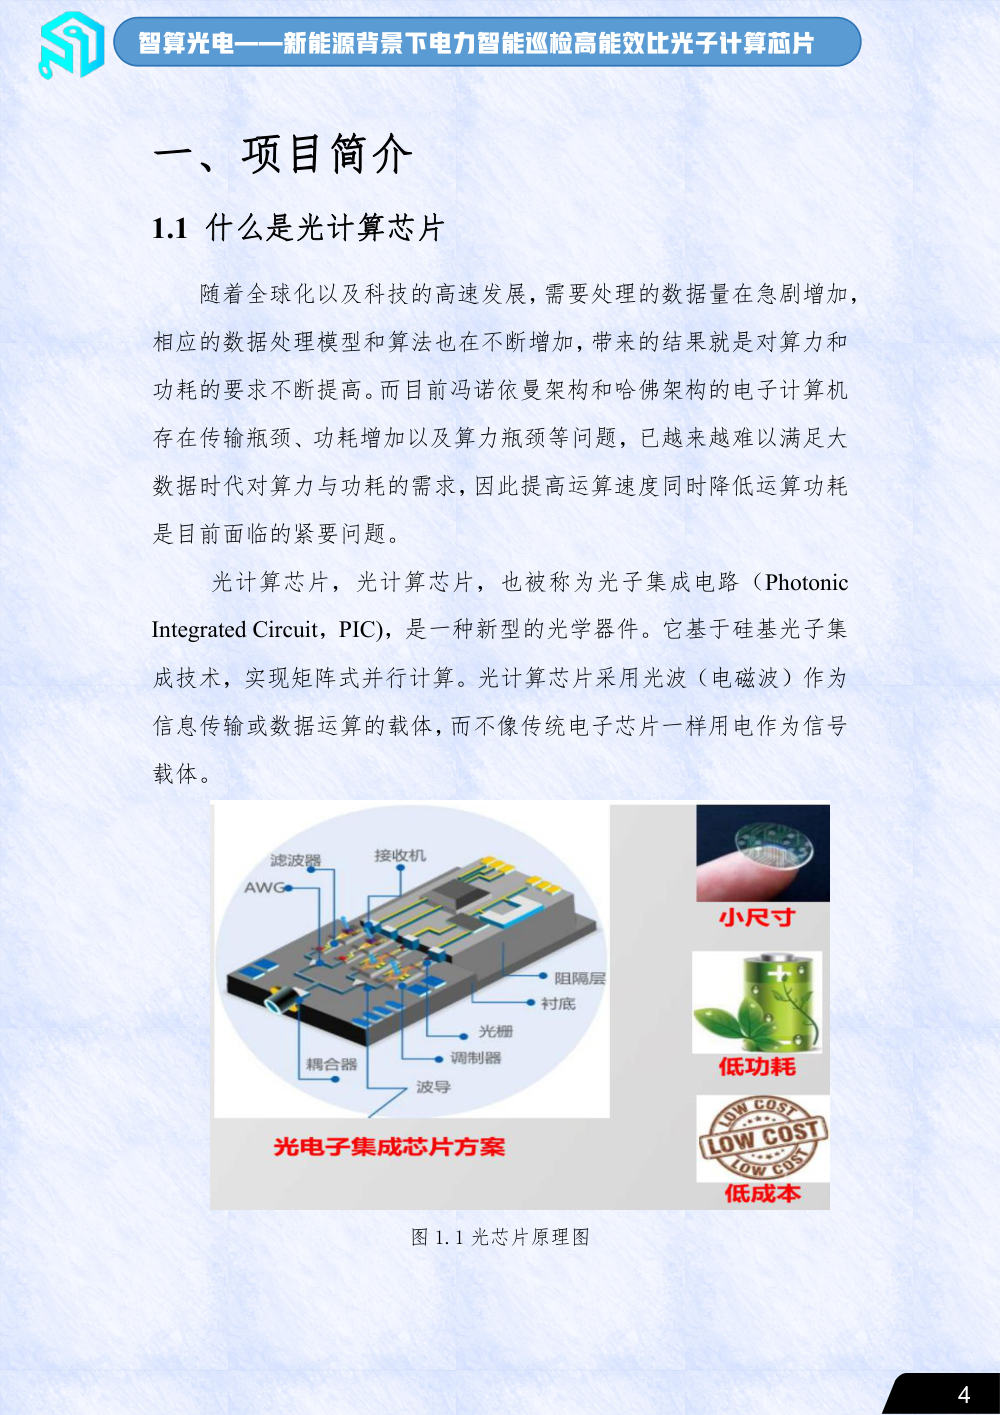 智算光电——新能源背景下电力智能巡检高能效比光子计算芯片
一、项目简介
1.1 什么是光计算芯片
随着全球化以及科技的高速发展，需要处理的数据量在急剧增加，
相应的数据处理模型和算法也在不断增加，带来的结果就是对算力和
功耗的要求不断提高。而目前冯诺依曼架构和哈佛架构的电子计算机
存在传输瓶颈、功耗增加以及算力瓶颈等问题，已越来越难以满足大
数据时代对算力与功耗的需求，因此提高运算速度同时降低运算功耗
是目前面临的紧要问题。
光计算芯片，光计算芯片，也被称为光子集成电路（Photonic
Integrated Circuit，PIC)，是一种新型的光学器件。它基于硅基光子集
成技术，实现矩阵式并行计算。光计算芯片采用光波（电磁波）作为
信息传输或数据运算的载体，而不像传统电子芯片一样用电作为信号
载体。
滤波器
接收机
AWG
阻隔层
衬底
光栅
调制器
耦合器
波导
光电子集成芯片方案
小尺寸
低功耗
LOW COST
LOW COST
LOW COST
低成本
图 1.1 光芯片原理图
4